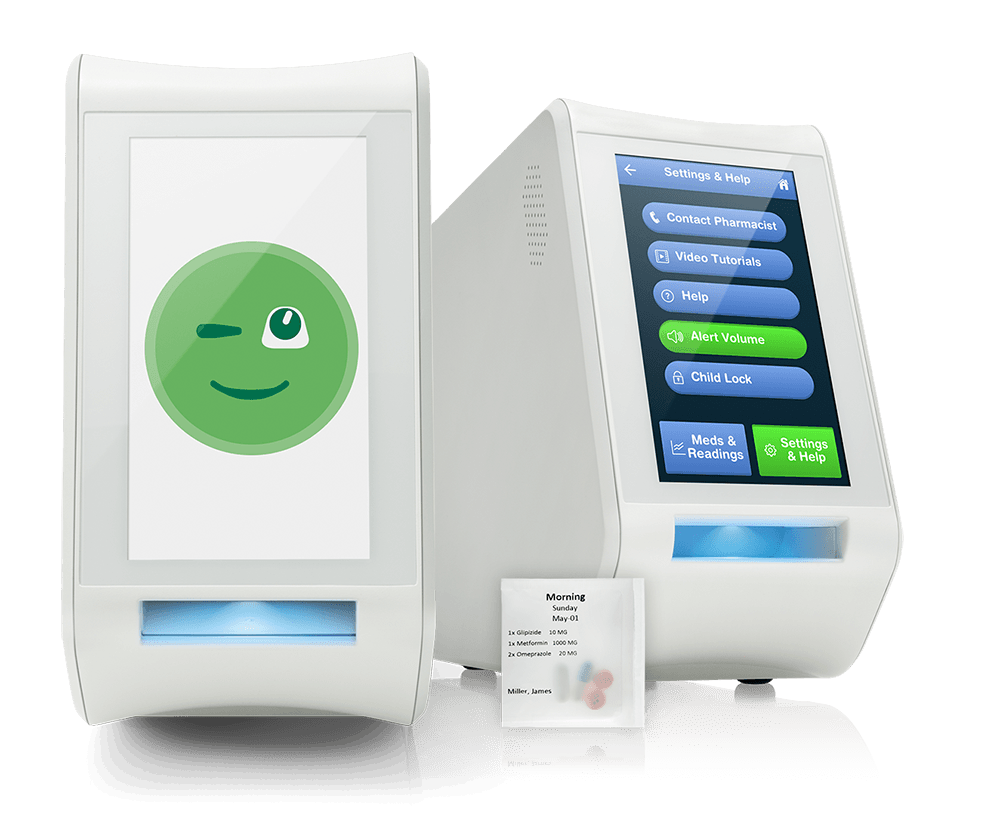 Settings & Help
Contact Pharmacist
Video Tutorials
Help
Alert Volume
Child Lock
Meds &
Readings
Settings
& Help
Morning
Sunday
May-01
1x Glipizide 10 MG
1x Metformin 1000 MG
2x Omeprazole 20 MG
Miller, James